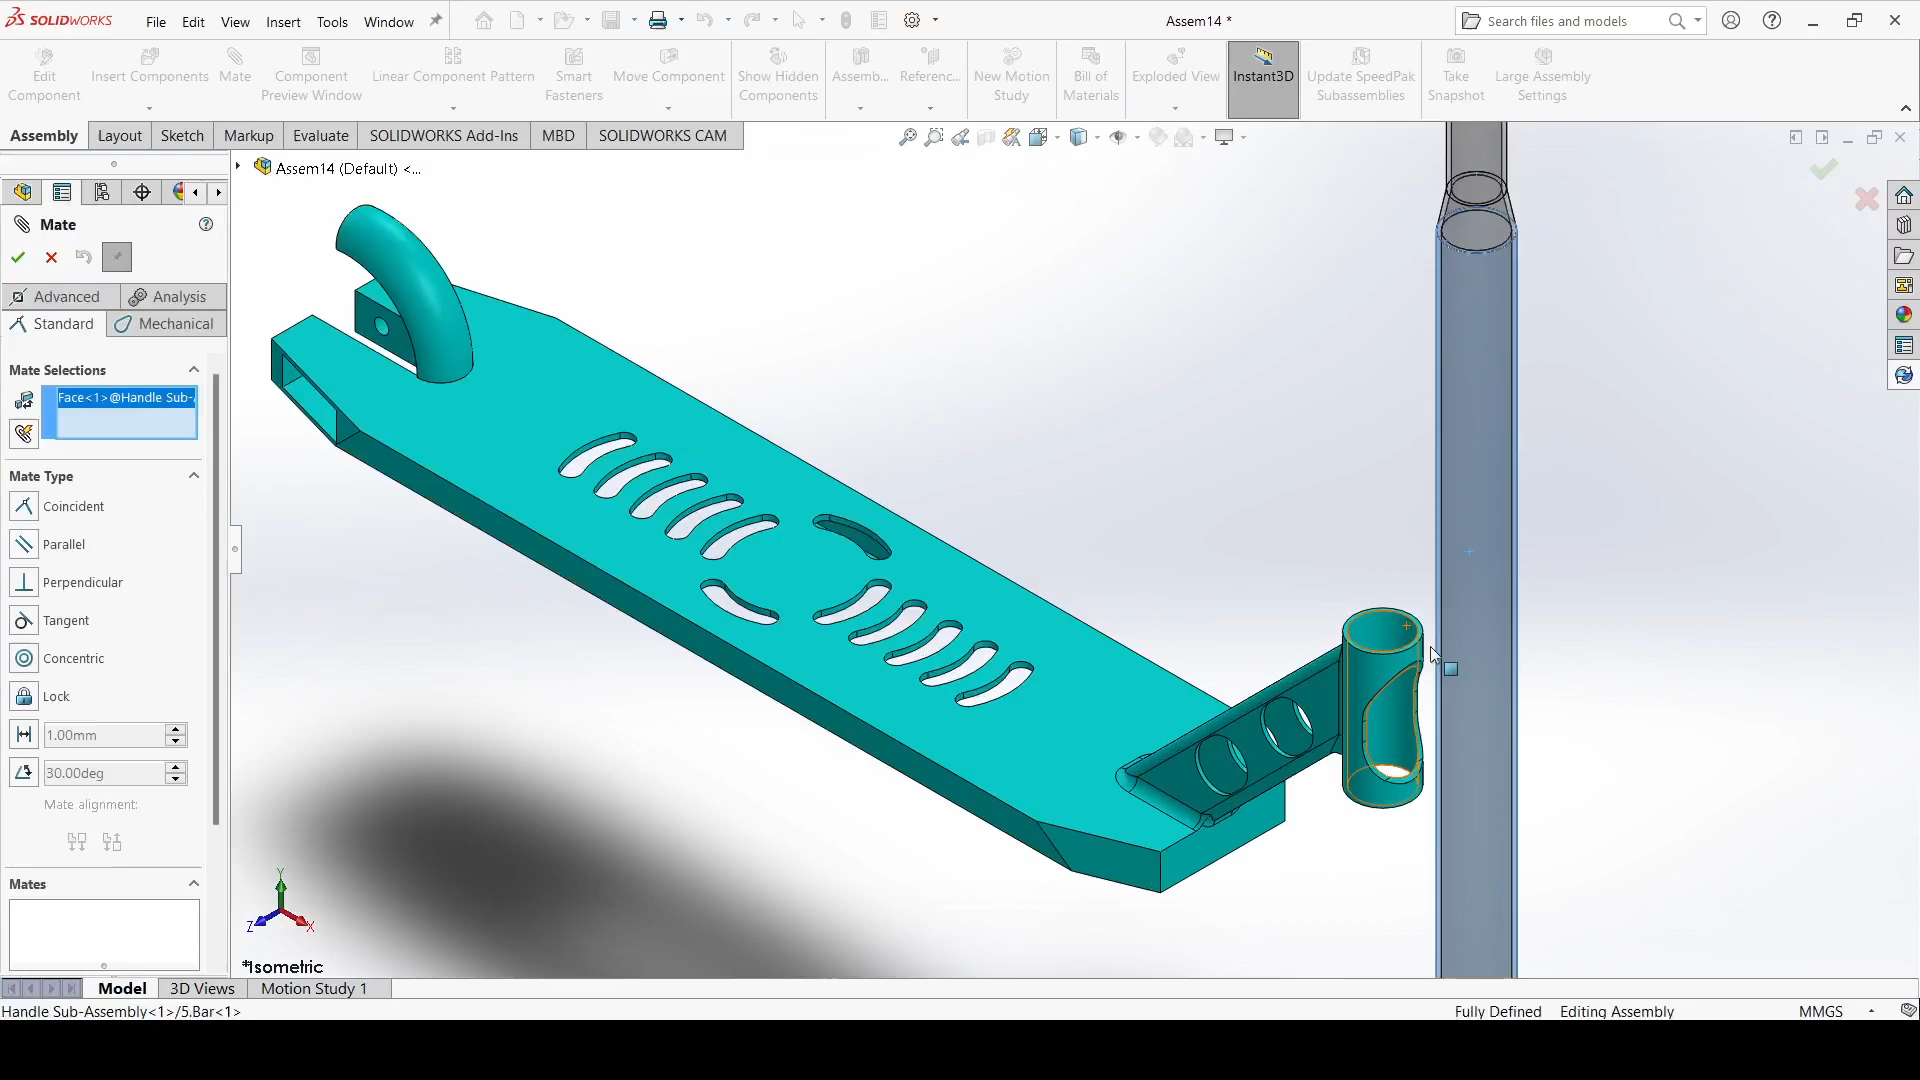 SOLIDWORKS File Edit View Insert Tools Window Assem14 * Search files and models
Edit Component Insert Components Mate Component Preview Window Linear Component Pattern Smart Fasteners Move Component Show Hidden Components Assemb... Referenc... New Motion Study Bill of Materials Exploded View Instant3D Update SpeedPak Subassemblies Take Snapshot Large Assembly Settings
Assembly Layout Sketch Markup Evaluate SOLIDWORKS Add-Ins MBD SOLIDWORKS CAM
Assem14 (Default) <...
Mate
Advanced Analysis
Standard Mechanical
Mate Selections
Face<1>@Handle Sub-
Mate Type
Coincident
Parallel
Perpendicular
Tangent
Concentric
Lock
1.00mm
30.00deg
Mate alignment:
Mates
Y
Z X
*Isometric
Model 3D Views Motion Study 1
Handle Sub-Assembly<1>/5.Bar<1> Fully Defined Editing Assembly MMGS